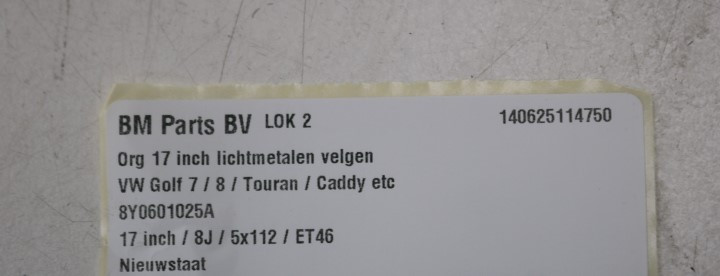 BM Parts BV LOK 2 140625114750
Org 17 inch lichtmetalen velgen
VW Golf 7 / 8 / Touran / Caddy etc
8Y0601025A
17 inch / 8J / 5x112 / ET46
Nieuwstaat